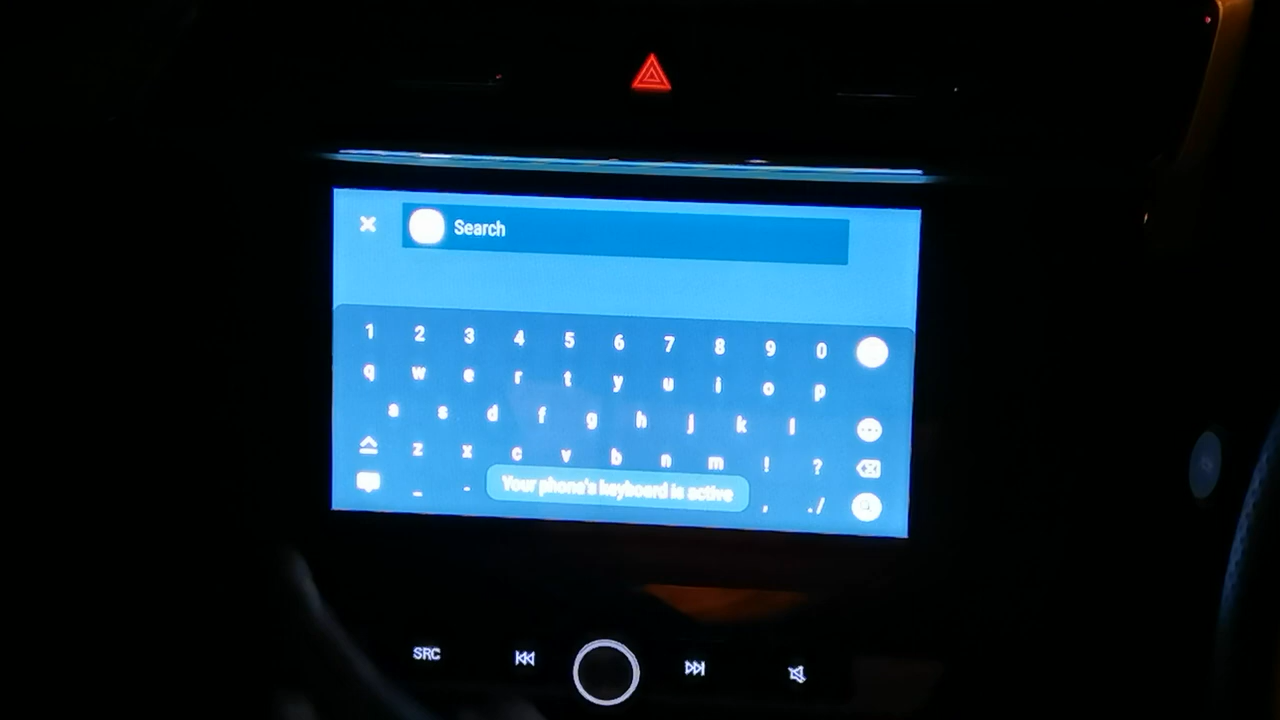 Search
1 2 3 4 5 6 7 8 9 0
q w e r t y u i o p
a s d f g h j k l
z x c v b n m ! ?
_ - , ./
Your phone's keyboard is active
SRC